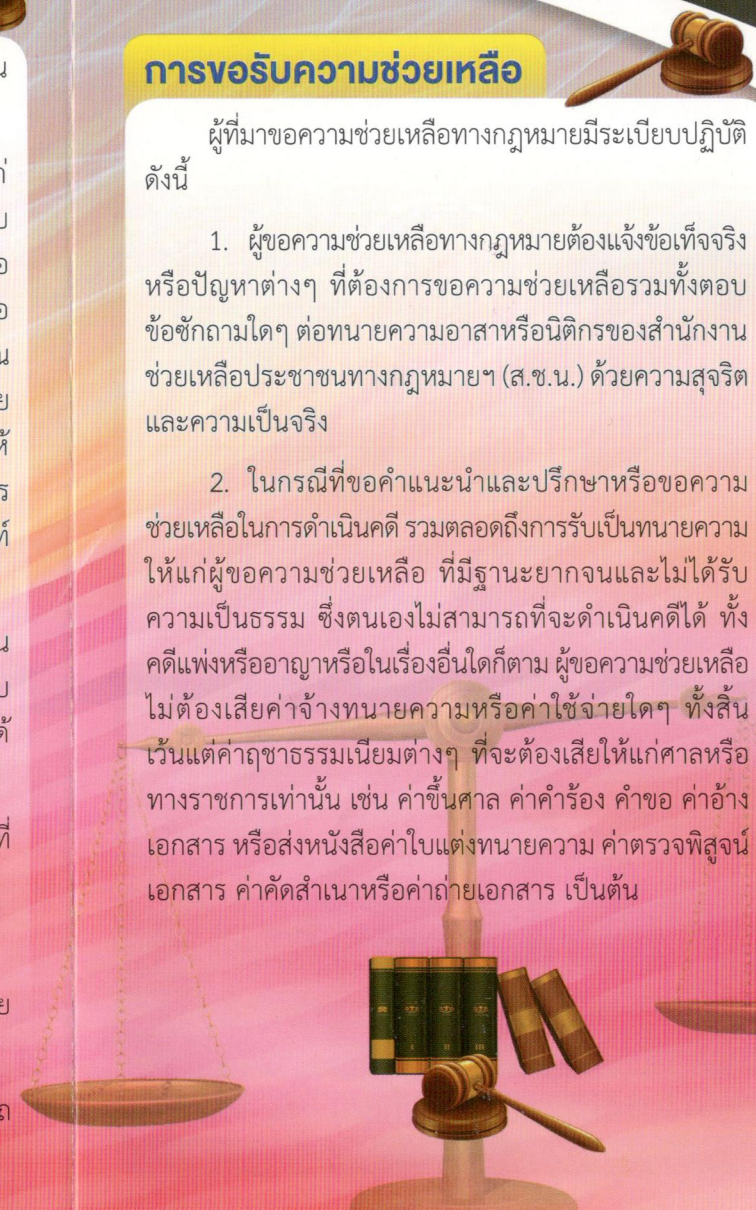 การขอรับความช่วยเหลือ
ผู้ที่มาขอความช่วยเหลือทางกฎหมายมีระเบียบปฏิบัติ
ดังนี้
1. ผู้ขอความช่วยเหลือทางกฎหมายต้องแจ้งข้อเท็จจริง
หรือปัญหาต่างๆ ที่ต้องการขอความช่วยเหลือรวมทั้งตอบ
ข้อซักถามใดๆ ต่อทนายความอาสาหรือนิติกรของสำนักงาน
ช่วยเหลือประชาชนทางกฎหมายฯ (ส.ช.น.) ด้วยความสุจริต
และความเป็นจริง
2. ในกรณีที่ขอคำแนะนำและปรึกษาหรือขอความ
ช่วยเหลือในการดำเนินคดี รวมตลอดถึงการรับเป็นทนายความ
ให้แก่ผู้ขอความช่วยเหลือ ที่มีฐานะยากจนและไม่ได้รับ
ความเป็นธรรม ซึ่งตนเองไม่สามารถที่จะดำเนินคดีได้ ทั้ง
คดีแพ่งหรืออาญาหรือในเรื่องอื่นใดก็ตาม ผู้ขอความช่วยเหลือ
ไม่ต้องเสียค่าจ้างทนายความหรือค่าใช้จ่ายใดๆ ทั้งสิ้น
เว้นแต่ค่าฤชาธรรมเนียมต่างๆ ที่จะต้องเสียให้แก่ศาลหรือ
ทางราชการเท่านั้น เช่น ค่าขึ้นศาล ค่าคำร้อง คำขอ ค่าอ้าง
เอกสาร หรือส่งหนังสือค่าใบแต่งทนายความ ค่าตรวจพิสูจน์
เอกสาร ค่าคัดสำเนาหรือค่าถ่ายเอกสาร เป็นต้น
I II III